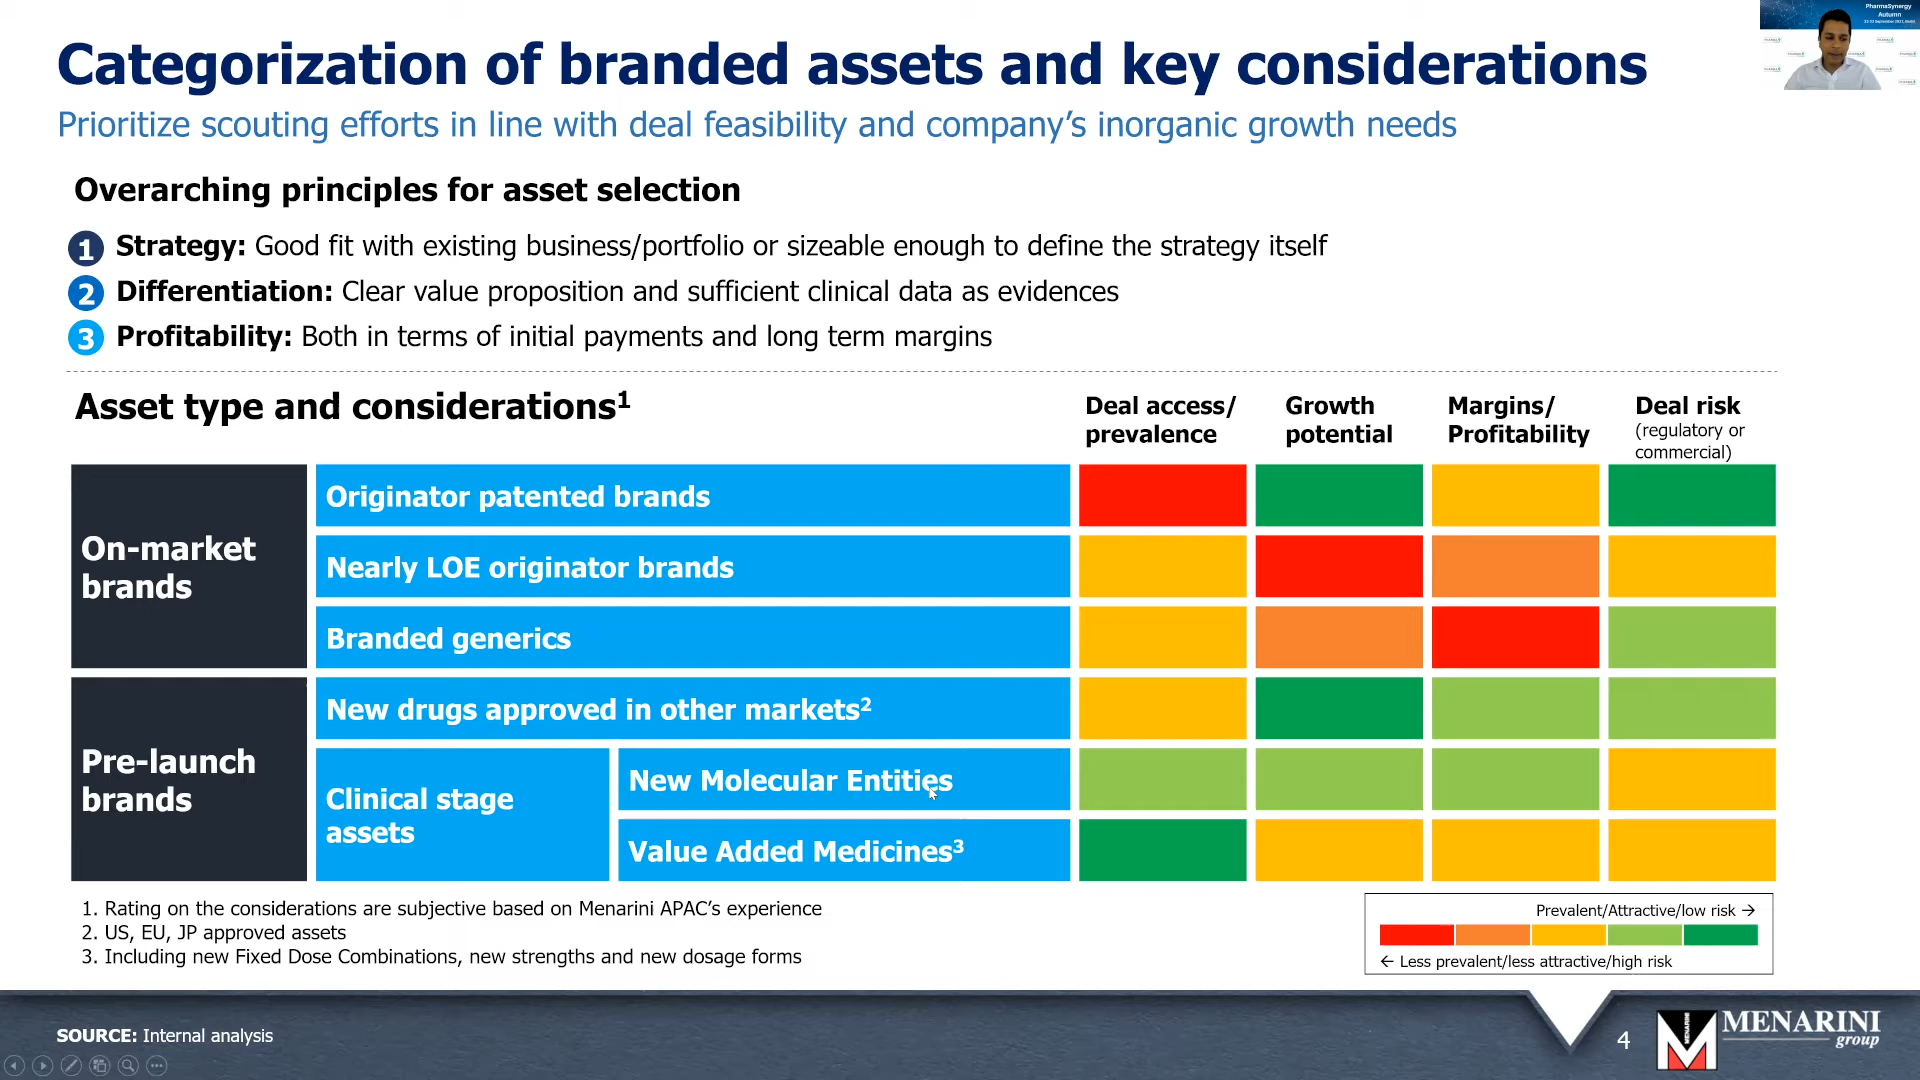 Categorization of branded assets and key considerations
Prioritize scouting efforts in line with deal feasibility and company’s inorganic growth needs
Overarching principles for asset selection
1 Strategy: Good fit with existing business/portfolio or sizeable enough to define the strategy itself
2 Differentiation: Clear value proposition and sufficient clinical data as evidences
3 Profitability: Both in terms of initial payments and long term margins
Asset type and considerations¹
Deal access/
prevalence
Growth
potential
Margins/
Profitability
Deal risk
(regulatory or
commercial)
On-market
brands
Originator patented brands
Nearly LOE originator brands
Branded generics
Pre-launch
brands
New drugs approved in other markets²
Clinical stage
assets
New Molecular Entities
Value Added Medicines³
1. Rating on the considerations are subjective based on Menarini APAC’s experience
2. US, EU, JP approved assets
3. Including new Fixed Dose Combinations, new strengths and new dosage forms
Prevalent/Attractive/low risk →
← Less prevalent/less attractive/high risk
SOURCE: Internal analysis
4
MENARINI
MENARINI
group
PharmaSynergy
Autumn